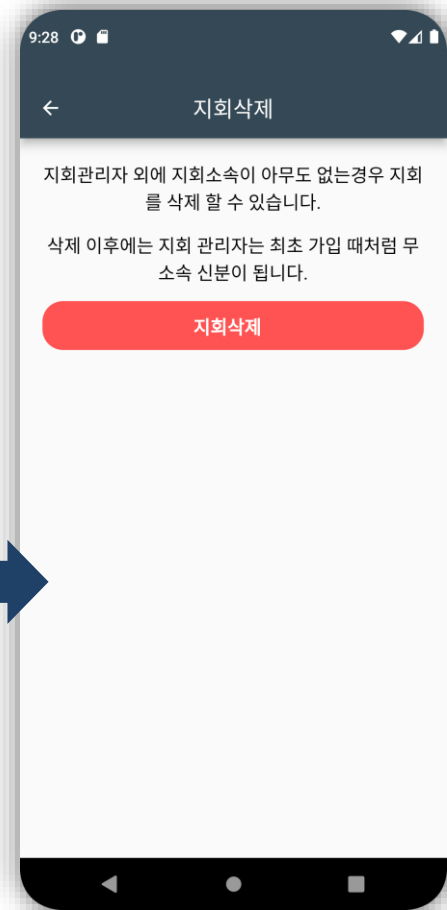 9:28
지회삭제
지회관리자 외에 지회소속이 아무도 없는경우 지회
를 삭제 할 수 있습니다.
삭제 이후에는 지회 관리자는 최초 가입 때처럼 무
소속 신분이 됩니다.
지회삭제